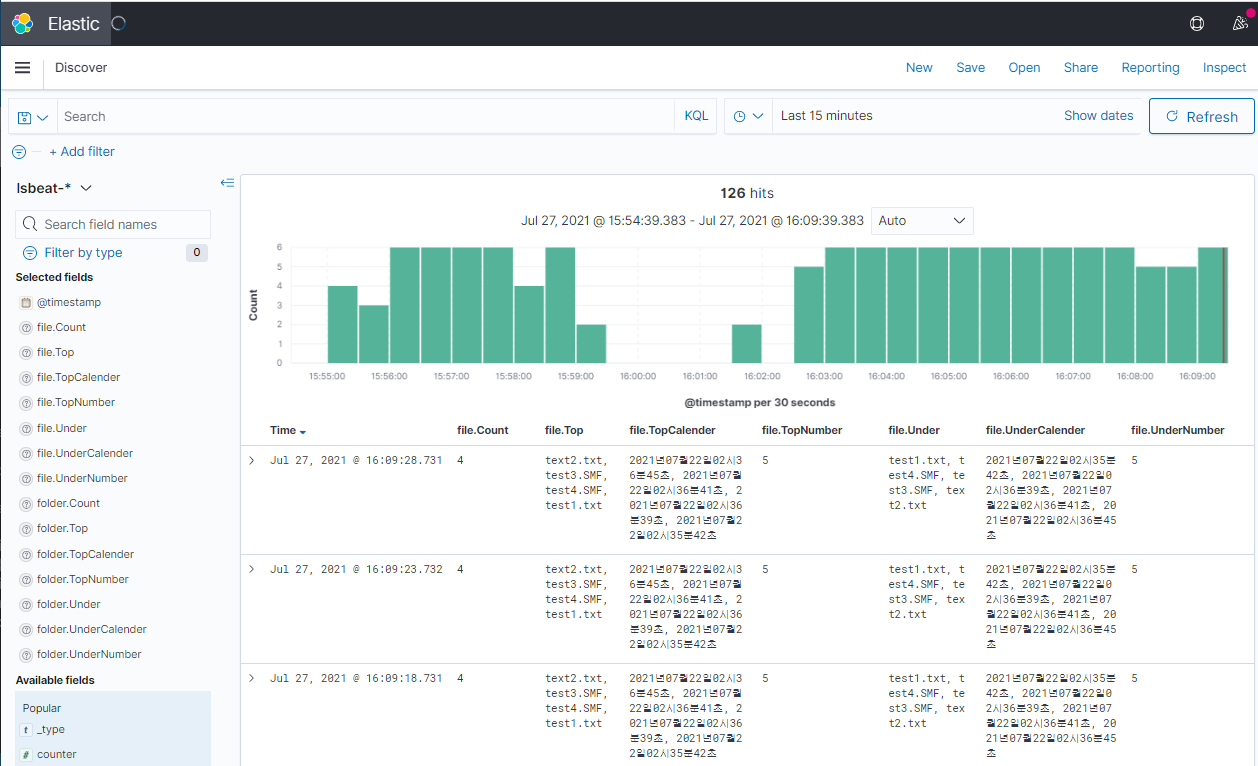 Elastic
Discover
New Save Open Share Reporting Inspect
Search KQL Last 15 minutes Show dates Refresh
+ Add filter
lsbeat-*
Search field names
Filter by type 0
Selected fields
@timestamp
file.Count
file.Top
file.TopCalender
file.TopNumber
file.Under
file.UnderCalender
file.UnderNumber
folder.Count
folder.Top
folder.TopCalender
folder.TopNumber
folder.Under
folder.UnderCalender
folder.UnderNumber
Available fields
Popular
t _type
# counter
126 hits
Jul 27, 2021 @ 15:54:39.383 - Jul 27, 2021 @ 16:09:39.383 Auto
Count
6
5
4
3
2
1
0
15:55:00 15:56:00 15:57:00 15:58:00 15:59:00 16:00:00 16:01:00 16:02:00 16:03:00 16:04:00 16:05:00 16:06:00 16:07:00 16:08:00 16:09:00
@timestamp per 30 seconds
Time file.Count file.Top file.TopCalender file.TopNumber file.Under file.UnderCalender file.UnderNumber
Jul 27, 2021 @ 16:09:28.731 4 text2.txt, 2021년07월22일02시3 5 test1.txt, t 2021년07월22일02시35분 5
test3.SMF, 6분45초, 2021년07월 est4.SMF, te 42초, 2021년07월22일0
test4.SMF, 22일02시36분41초, 2 st3.SMF, tex 2시36분39초, 2021년07
test1.txt 021년07월22일02시36 t2.txt 월22일02시36분41초, 20
분39초, 2021년07월2 21년07월22일02시36분45
2일02시35분42초 초
Jul 27, 2021 @ 16:09:23.732 4 text2.txt, 2021년07월22일02시3 5 test1.txt, t 2021년07월22일02시35분 5
test3.SMF, 6분45초, 2021년07월 est4.SMF, te 42초, 2021년07월22일0
test4.SMF, 22일02시36분41초, 2 st3.SMF, tex 2시36분39초, 2021년07
test1.txt 021년07월22일02시36 t2.txt 월22일02시36분41초, 20
분39초, 2021년07월2 21년07월22일02시36분45
2일02시35분42초 초
Jul 27, 2021 @ 16:09:18.731 4 text2.txt, 2021년07월22일02시3 5 test1.txt, t 2021년07월22일02시35분 5
test3.SMF, 6분45초, 2021년07월 est4.SMF, te 42초, 2021년07월22일0
test4.SMF, 22일02시36분41초, 2 st3.SMF, tex 2시36분39초, 2021년07
test1.txt 021년07월22일02시36 t2.txt 월22일02시36분41초, 20
분39초, 2021년07월2 21년07월22일02시36분45
2일02시35분42초 초